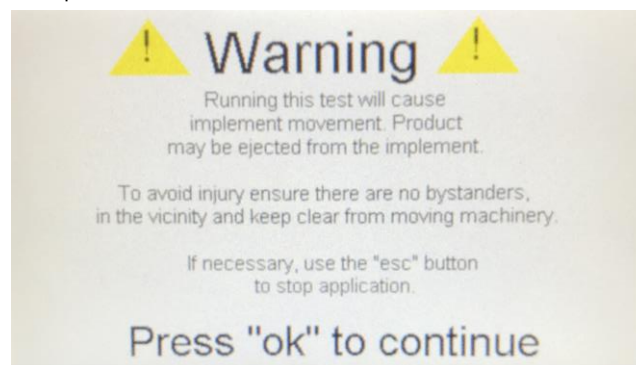 Warning
Running this test will cause
implement movement. Product
may be ejected from the implement.
To avoid injury ensure there are no bystanders,
in the vicinity and keep clear from moving machinery.
If necessary, use the "esc" button
to stop application.
Press "ok" to continue